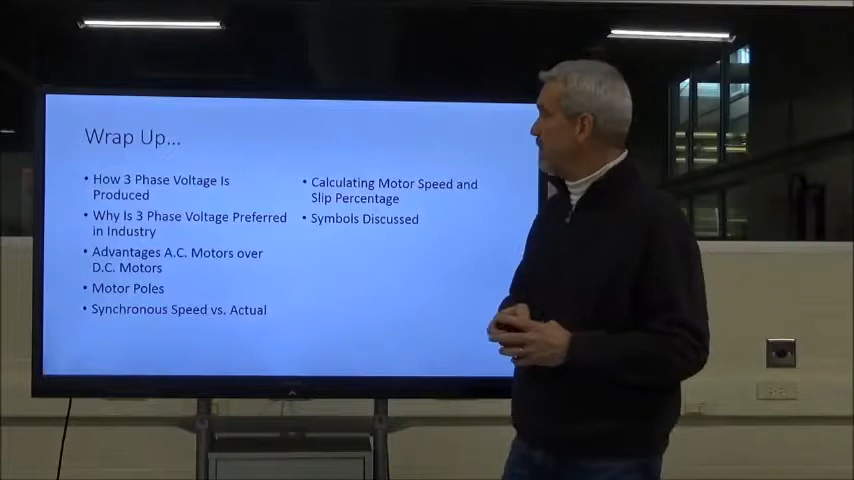 Wrap Up...
• How 3 Phase Voltage Is
Produced
• Why Is 3 Phase Voltage Preferred
in Industry
• Advantages A.C. Motors over
D.C. Motors
• Motor Poles
• Synchronous Speed vs. Actual
• Calculating Motor Speed and
Slip Percentage
• Symbols Discussed